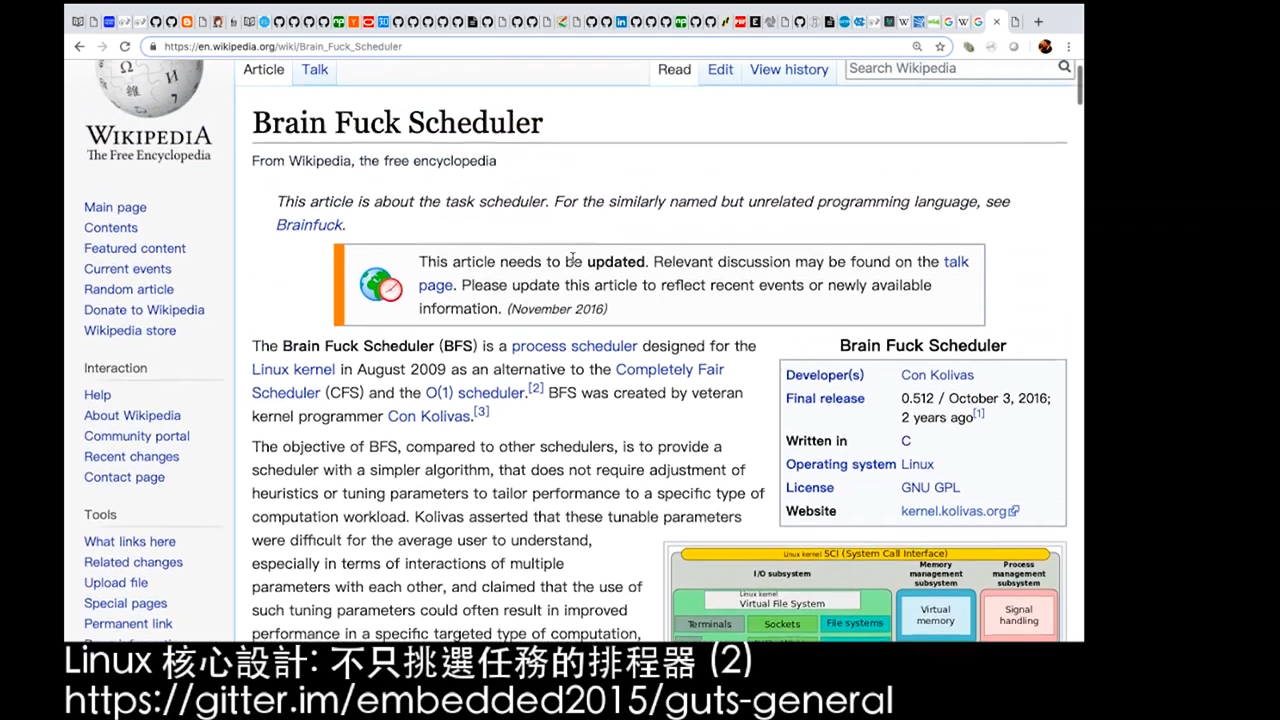 https://en.wikipedia.org/wiki/Brain_Fuck_Scheduler
Article
Talk
Read
Edit
View history
Search Wikipedia
WIKIPEDIA
The Free Encyclopedia
Main page
Contents
Featured content
Current events
Random article
Donate to Wikipedia
Wikipedia store
Interaction
Help
About Wikipedia
Community portal
Recent changes
Contact page
Tools
What links here
Related changes
Upload file
Special pages
Permanent link
Brain Fuck Scheduler
From Wikipedia, the free encyclopedia
This article is about the task scheduler. For the similarly named but unrelated programming language, see
Brainfuck.
This article needs to be updated. Relevant discussion may be found on the talk
page. Please update this article to reflect recent events or newly available
information. (November 2016)
The Brain Fuck Scheduler (BFS) is a process scheduler designed for the
Linux kernel in August 2009 as an alternative to the Completely Fair
Scheduler (CFS) and the O(1) scheduler.[2] BFS was created by veteran
kernel programmer Con Kolivas.[3]
The objective of BFS, compared to other schedulers, is to provide a
scheduler with a simpler algorithm, that does not require adjustment of
heuristics or tuning parameters to tailor performance to a specific type of
computation workload. Kolivas asserted that these tunable parameters
were difficult for the average user to understand,
especially in terms of interactions of multiple
parameters with each other, and claimed that the use of
such tuning parameters could often result in improved
performance in a specific targeted type of computation,
Brain Fuck Scheduler
Developer(s) Con Kolivas
Final release 0.512 / October 3, 2016;
2 years ago[1]
Written in C
Operating system Linux
License GNU GPL
Website kernel.kolivas.org
Linux kernel SCI (System Call Interface)
I/O subsystem
Memory
management
subsystem
Process
management
subsystem
Linux kernel
Virtual File System
Terminals
Sockets
File systems
Virtual
memory
Signal
handling
Linux 核心設計: 不只挑選任務的排程器 (2)
https://gitter.im/embedded2015/guts-general